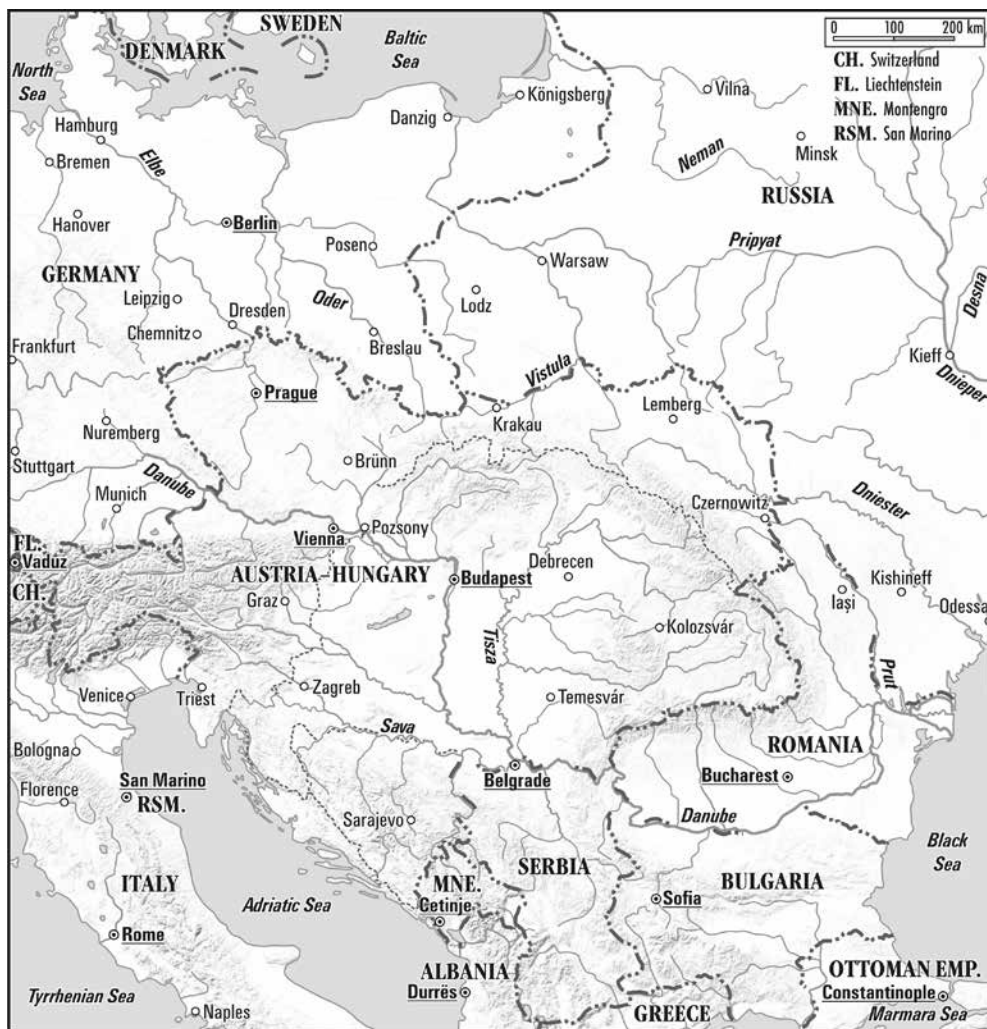 SWEDEN
DENMARK
Baltic
Sea
North
Sea
0 100 200 km
CH. Switzerland
FL. Liechtenstein
MNE. Montengro
RSM. San Marino
Königsberg
Vilna
Danzig
Hamburg
Minsk
Bremen
Elbe
Neman
RUSSIA
Hanover
Berlin
Posen
Pripyat
Warsaw
GERMANY
Leipzig
Oder
Lodz
Desna
Dresden
Chemnitz
Breslau
Frankfurt
Kieff
Vistula
Dnieper
Prague
Lemberg
Krakau
Nuremberg
Stuttgart
Brünn
Danube
Munich
Dniester
Czernowitz
Vienna
Pozsony
FL.
Vaduz
Debrecen
AUSTRIA–HUNGARY
Budapest
Kishineff
CH.
Graz
Iași
Odessa
Kolozsvár
Tisza
Prut
Zagreb
Venice
Triest
Temesvár
Sava
ROMANIA
Bologna
Belgrade
Bucharest
San Marino
RSM.
Florence
Danube
Sarajevo
Black
Sea
SERBIA
ITALY
MNE.
BULGARIA
Adriatic Sea
Cetinje
Sofia
Rome
ALBANIA
OTTOMAN EMP.
Durrës
Constantinople
Tyrrhenian Sea
Naples
GREECE
Marmara Sea